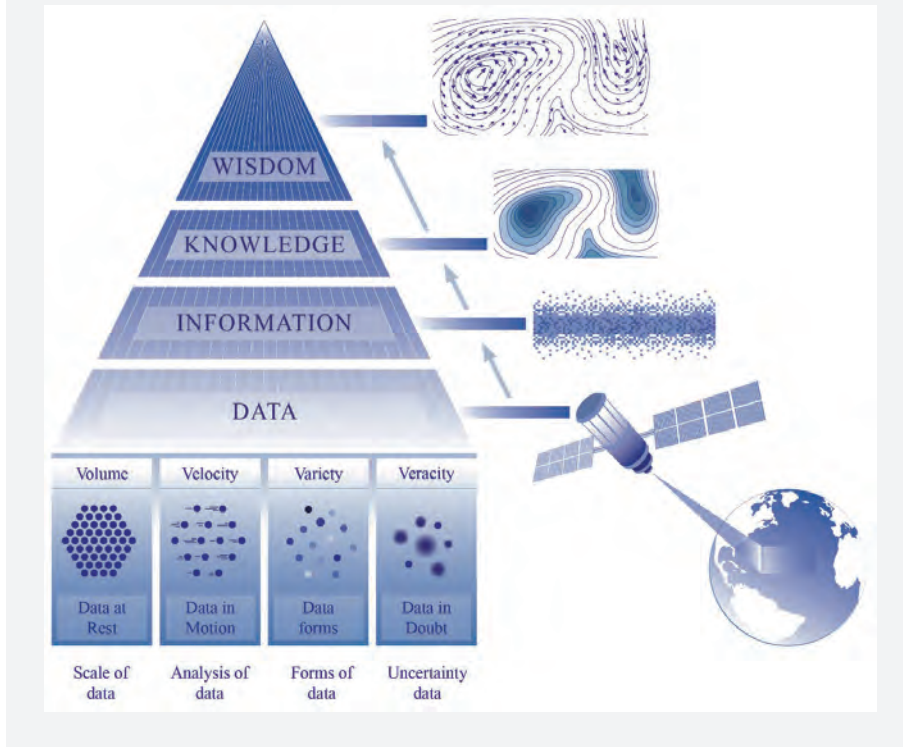 WISDOM
KNOWLEDGE
INFORMATION
DATA
Volume
Velocity
Variety
Veracity
Data at
Rest
Data in
Motion
Data
forms
Data in
Doubt
Scale of
data
Analysis of
data
Forms of
data
Uncertainty
data